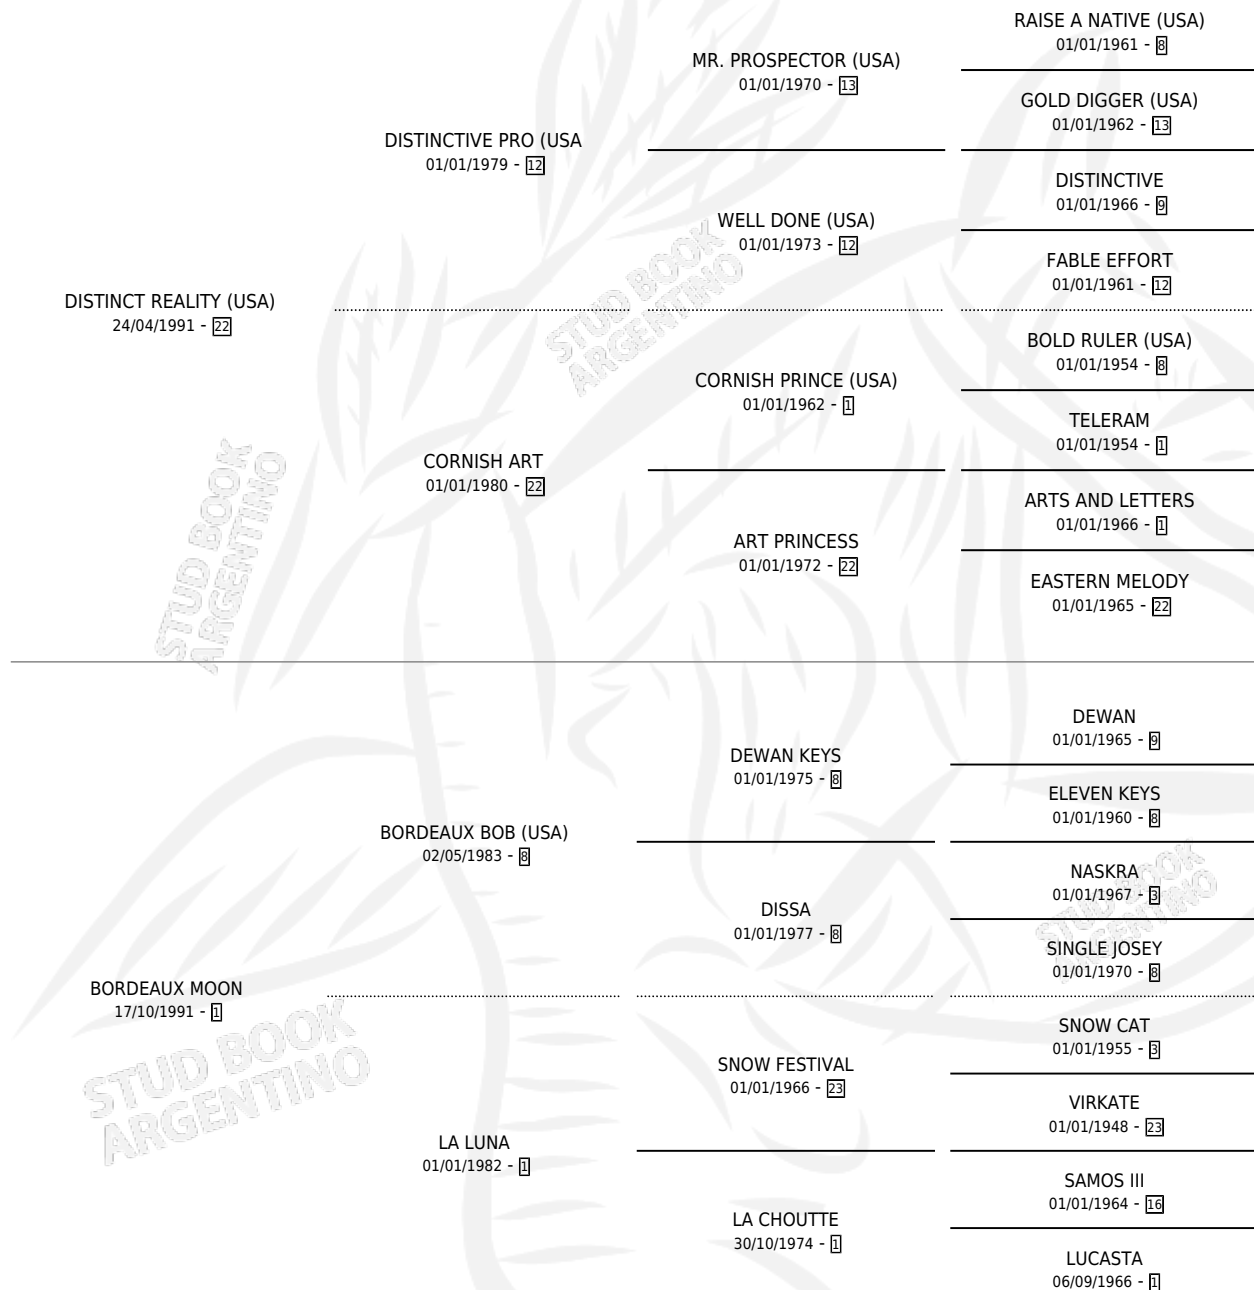 RAISE A NATIVE (USA)
01/01/1961 - 8
MR. PROSPECTOR (USA)
01/01/1970 - 13
GOLD DIGGER (USA)
01/01/1962 - 13
DISTINCTIVE PRO (USA
01/01/1979 - 12
DISTINCTIVE
01/01/1966 - 9
WELL DONE (USA)
01/01/1973 - 12
FABLE EFFORT
01/01/1961 - 12
DISTINCT REALITY (USA)
24/04/1991 - 22
STUD BOOK
ARGENTINO
BOLD RULER (USA)
01/01/1954 - 8
CORNISH PRINCE (USA)
01/01/1962 - 1
TELERAM
01/01/1954 - 1
CORNISH ART
01/01/1980 - 22
ARTS AND LETTERS
01/01/1966 - 1
ART PRINCESS
01/01/1972 - 22
EASTERN MELODY
01/01/1965 - 22
STUD BOOK
ARGENTINO
DEWAN
01/01/1965 - 9
DEWAN KEYS
01/01/1975 - 8
ELEVEN KEYS
01/01/1960 - 8
BORDEAUX BOB (USA)
02/05/1983 - 8
NASKRA
01/01/1967 - 3
DISSA
01/01/1977 - 8
SINGLE JOSEY
01/01/1970 - 8
STUD BOOK
ARGENTINO
BORDEAUX MOON
17/10/1991 - 1
SNOW CAT
01/01/1955 - 3
SNOW FESTIVAL
01/01/1966 - 23
VIRKATE
01/01/1948 - 23
STUD BOOK
ARGENTINO
LA LUNA
01/01/1982 - 1
SAMOS III
01/01/1964 - 16
LA CHOUTTE
30/10/1974 - 1
LUCASTA
06/09/1966 - 1